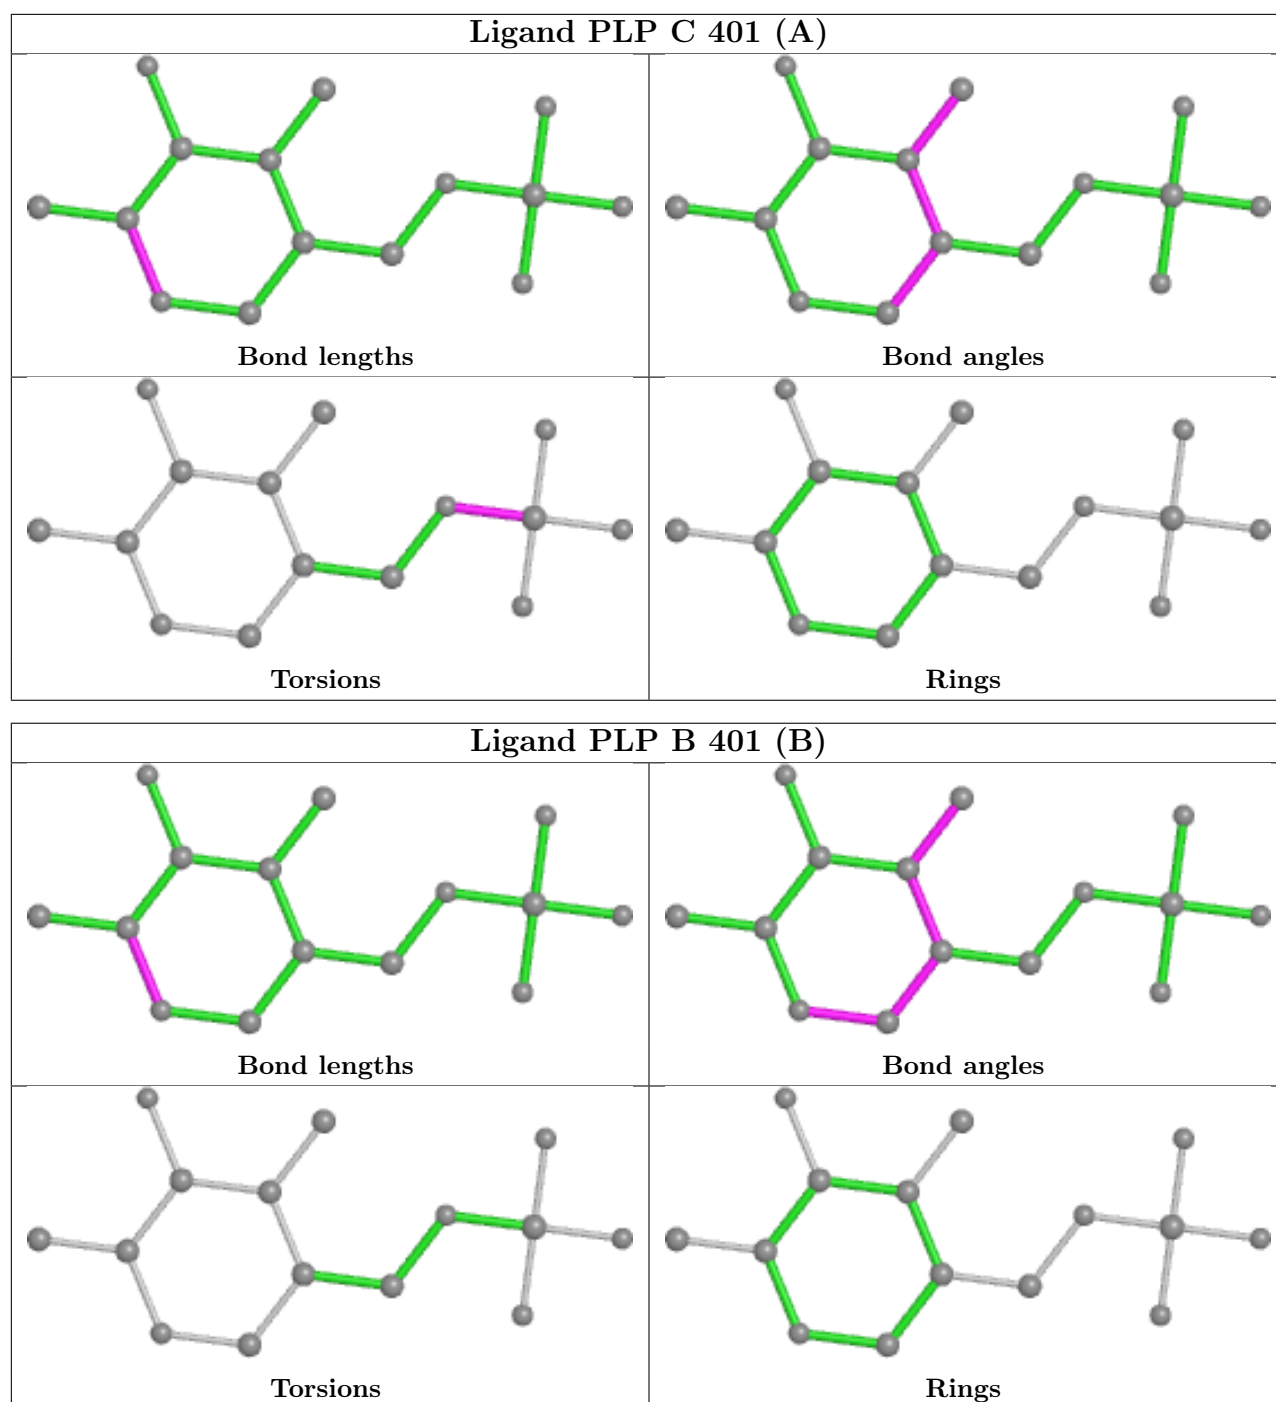 Ligand PLP C 401 (A)
Bond lengths
Bond angles
Torsions
Rings
Ligand PLP B 401 (B)
Bond lengths
Bond angles
Torsions
Rings